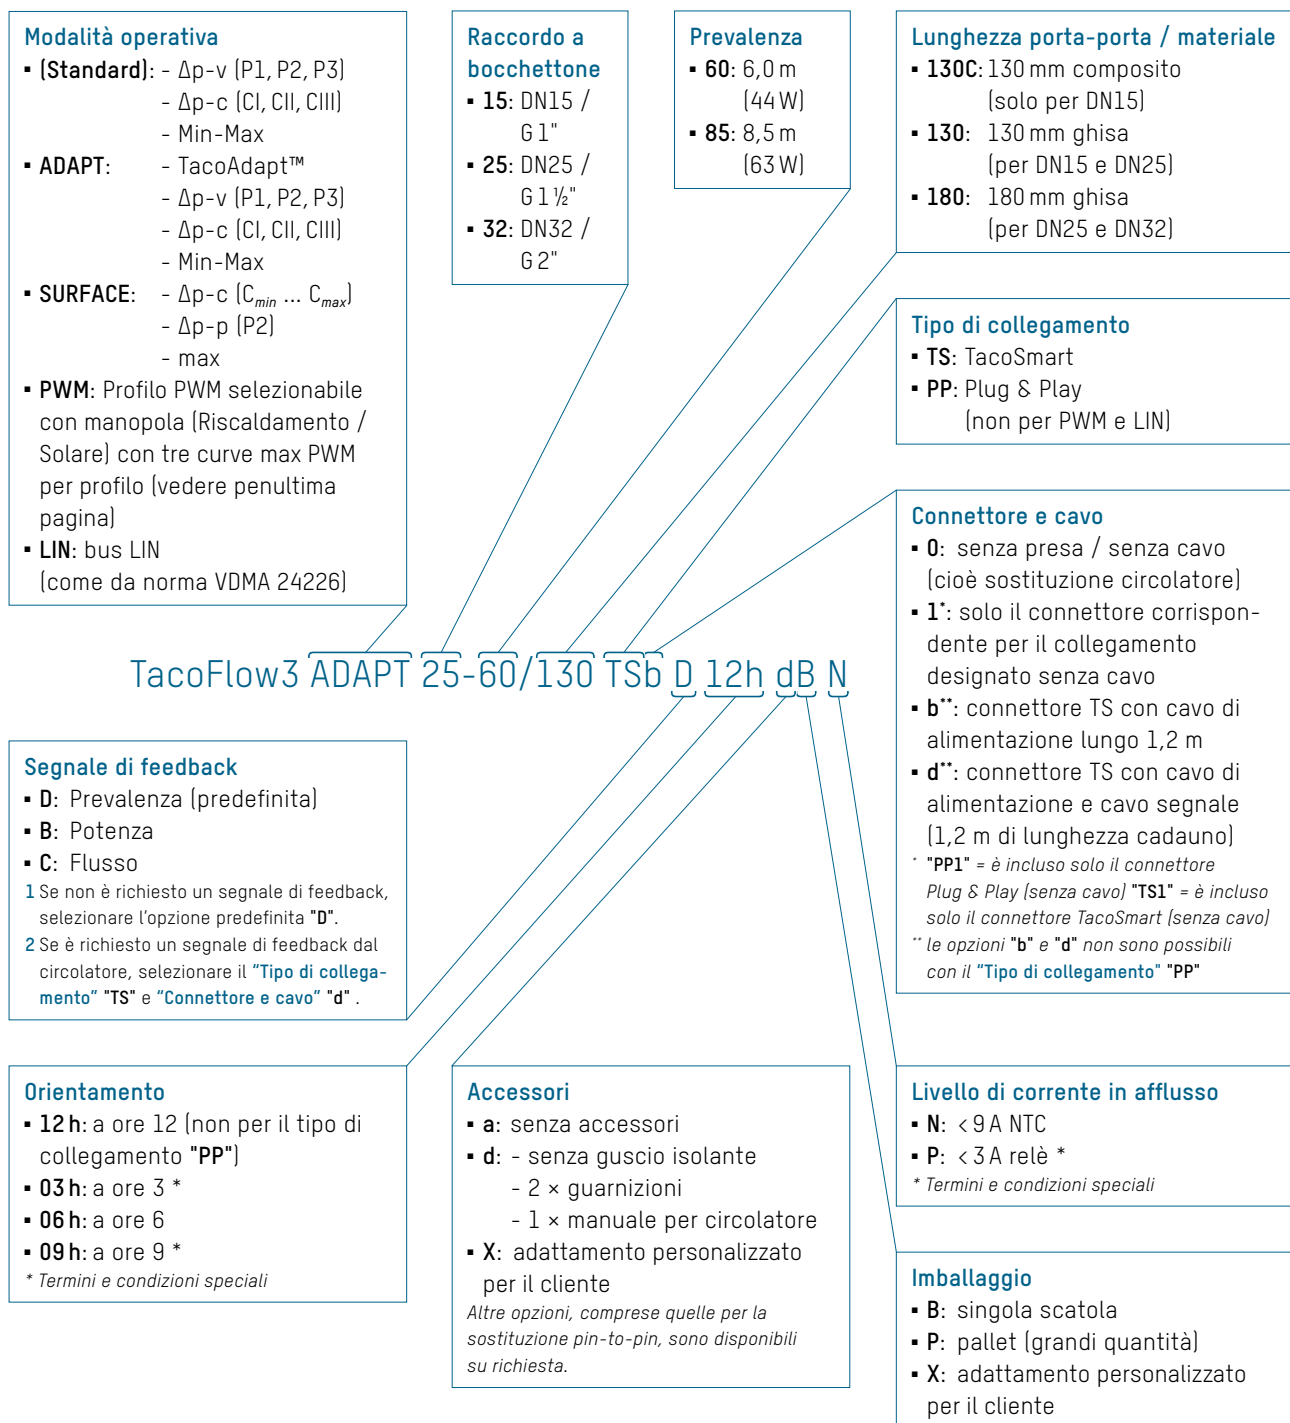 Modalità operativa
▪ (Standard): - Δp-v (P1, P2, P3)
- Δp-c (CI, CII, CIII)
- Min-Max
▪ ADAPT: - TacoAdapt™
- Δp-v (P1, P2, P3)
- Δp-c (CI, CII, CIII)
- Min-Max
▪ SURFACE: - Δp-c (Cmin ... Cmax)
- Δp-p (P2)
- max
▪ PWM: Profilo PWM selezionabile
con manopola (Riscaldamento /
Solare) con tre curve max PWM
per profilo (vedere penultima
pagina)
▪ LIN: bus LIN
(come da norma VDMA 24226)
Raccordo a
bocchettone
▪ 15: DN15 /
G 1"
▪ 25: DN25 /
G 1½"
▪ 32: DN32 /
G 2"
Prevalenza
▪ 60: 6,0 m
(44 W)
▪ 85: 8,5 m
(63 W)
Lunghezza porta-porta / materiale
▪ 130C: 130 mm composito
(solo per DN15)
▪ 130: 130 mm ghisa
(per DN15 e DN25)
▪ 180: 180 mm ghisa
(per DN25 e DN32)
Tipo di collegamento
▪ TS: TacoSmart
▪ PP: Plug & Play
(non per PWM e LIN)
Connettore e cavo
▪ 0: senza presa / senza cavo
(cioè sostituzione circolatore)
▪ 1*: solo il connettore corrispon-
dente per il collegamento
designato senza cavo
▪ b**: connettore TS con cavo di
alimentazione lungo 1,2 m
▪ d**: connettore TS con cavo di
alimentazione e cavo segnale
(1,2 m di lunghezza cadauno)
* "PP1" = è incluso solo il connettore
Plug & Play (senza cavo) "TS1" = è incluso
solo il connettore TacoSmart (senza cavo)
** le opzioni "b" e "d" non sono possibili
con il "Tipo di collegamento" "PP"
TacoFlow3 ADAPT 25-60/130 TSb D 12h dB N
Segnale di feedback
▪ D: Prevalenza (predefinita)
▪ B: Potenza
▪ C: Flusso
1 Se non è richiesto un segnale di feedback,
selezionare l'opzione predefinita "D".
2 Se è richiesto un segnale di feedback dal
circolatore, selezionare il "Tipo di collega-
mento" "TS" e "Connettore e cavo" "d" .
Orientamento
▪ 12 h: a ore 12 (non per il tipo di
collegamento "PP")
▪ 03 h: a ore 3 *
▪ 06 h: a ore 6
▪ 09 h: a ore 9 *
* Termini e condizioni speciali
Accessori
▪ a: senza accessori
▪ d: - senza guscio isolante
- 2 × guarnizioni
- 1 × manuale per circolatore
▪ X: adattamento personalizzato
per il cliente
Altre opzioni, comprese quelle per la
sostituzione pin-to-pin, sono disponibili
su richiesta.
Livello di corrente in afflusso
▪ N: < 9 A NTC
▪ P: < 3 A relè *
* Termini e condizioni speciali
Imballaggio
▪ B: singola scatola
▪ P: pallet (grandi quantità)
▪ X: adattamento personalizzato
per il cliente